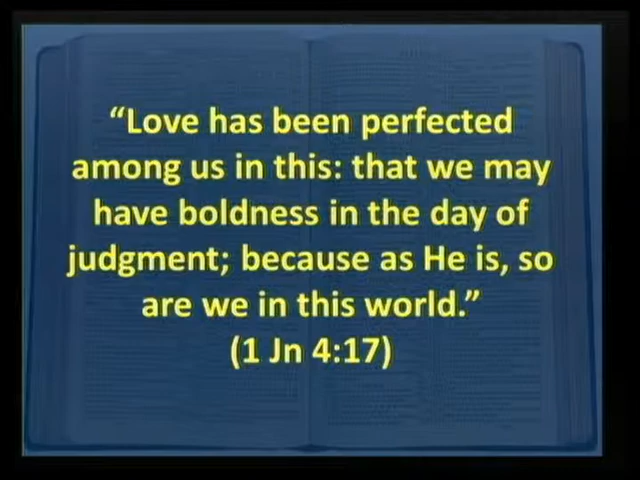 “Love has been perfected
among us in this: that we may
have boldness in the day of
judgment; because as He is, so
are we in this world.”
(1 Jn 4:17)